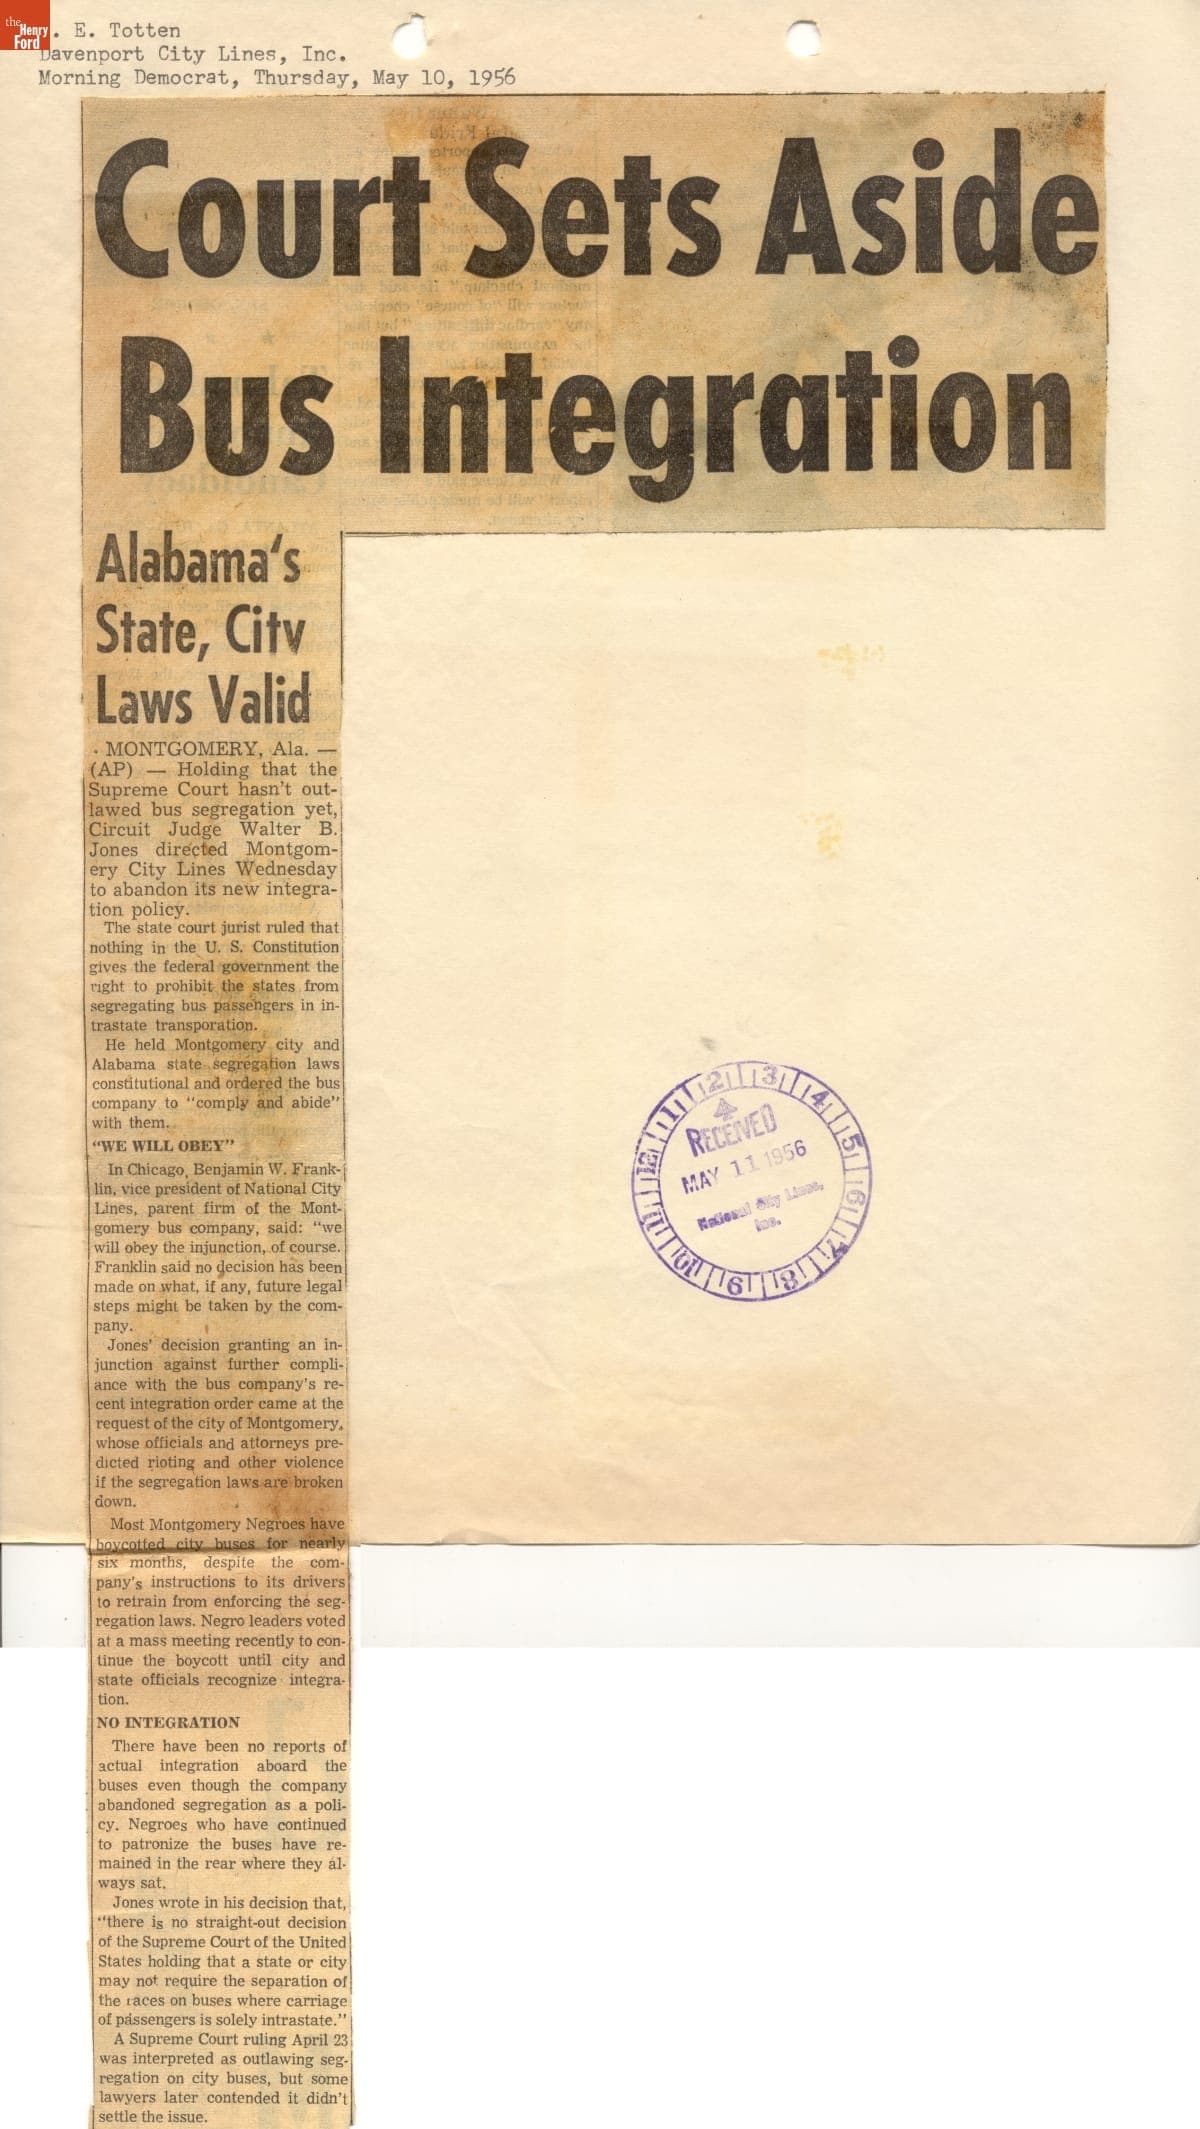 the
Henry
Ford
. E. Totten
Davenport City Lines, Inc.
Morning Democrat, Thursday, May 10, 1956
Court Sets Aside
Bus Integration
Alabama's
State, City
Laws Valid
MONTGOMERY, Ala. —
(AP) — Holding that the
Supreme Court hasn't out-
lawed bus segregation yet,
Circuit Judge Walter B.
Jones directed Montgom-
ery City Lines Wednesday
to abandon its new integra-
tion policy.
The state court jurist ruled that
nothing in the U. S. Constitution
gives the federal government the
right to prohibit the states from
segregating bus passengers in in-
trastate transporation.
He held Montgomery city and
Alabama state segregation laws
constitutional and ordered the bus
company to "comply and abide"
with them.
"WE WILL OBEY"
In Chicago, Benjamin W. Frank-
lin, vice president of National City
Lines, parent firm of the Mont-
gomery bus company, said: "we
will obey the injunction, of course.
Franklin said no decision has been
made on what, if any, future legal
steps might be taken by the com-
pany.
Jones' decision granting an in-
junction against further compli-
ance with the bus company's re-
cent integration order came at the
request of the city of Montgomery,
whose officials and attorneys pre-
dicted rioting and other violence
if the segregation laws are broken
down.
Most Montgomery Negroes have
boycotted city buses for nearly
six months, despite the com-
pany's instructions to its drivers
to retrain from enforcing the seg-
regation laws. Negro leaders voted
at a mass meeting recently to con-
tinue the boycott until city and
state officials recognize integra-
tion.
NO INTEGRATION
There have been no reports of
actual integration aboard the
buses even though the company
abandoned segregation as a poli-
cy. Negroes who have continued
to patronize the buses have re-
mained in the rear where they al-
ways sat.
Jones wrote in his decision that,
"there is no straight-out decision
of the Supreme Court of the United
States holding that a state or city
may not require the separation of
the races on buses where carriage
of passengers is solely intrastate."
A Supreme Court ruling April 23
was interpreted as outlawing seg-
regation on city buses, but some
lawyers later contended it didn't
settle the issue.
12 1 2 3 4 5 6 7 8 9 10 11
RECEIVED
MAY 11 1956
National City Lines,
Inc.